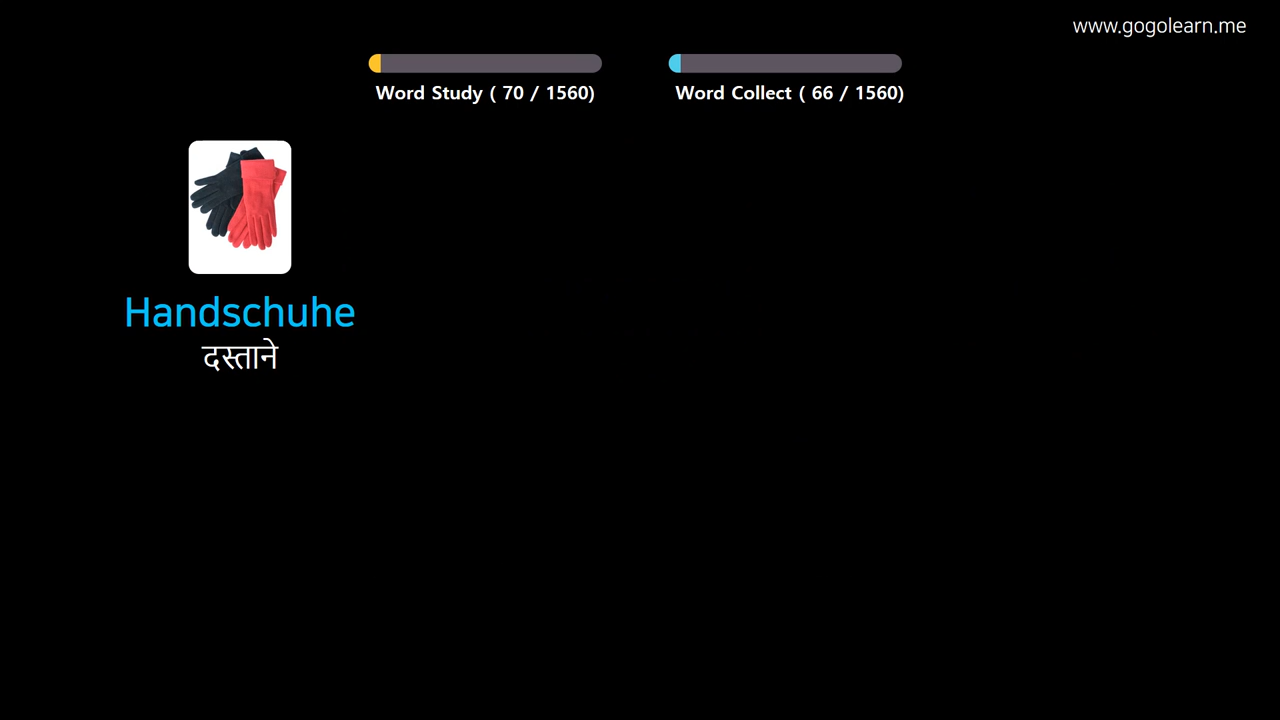 www.gogolearn.me
Word Study ( 70 / 1560)
Word Collect ( 66 / 1560)
Handschuhe
दस्ताने